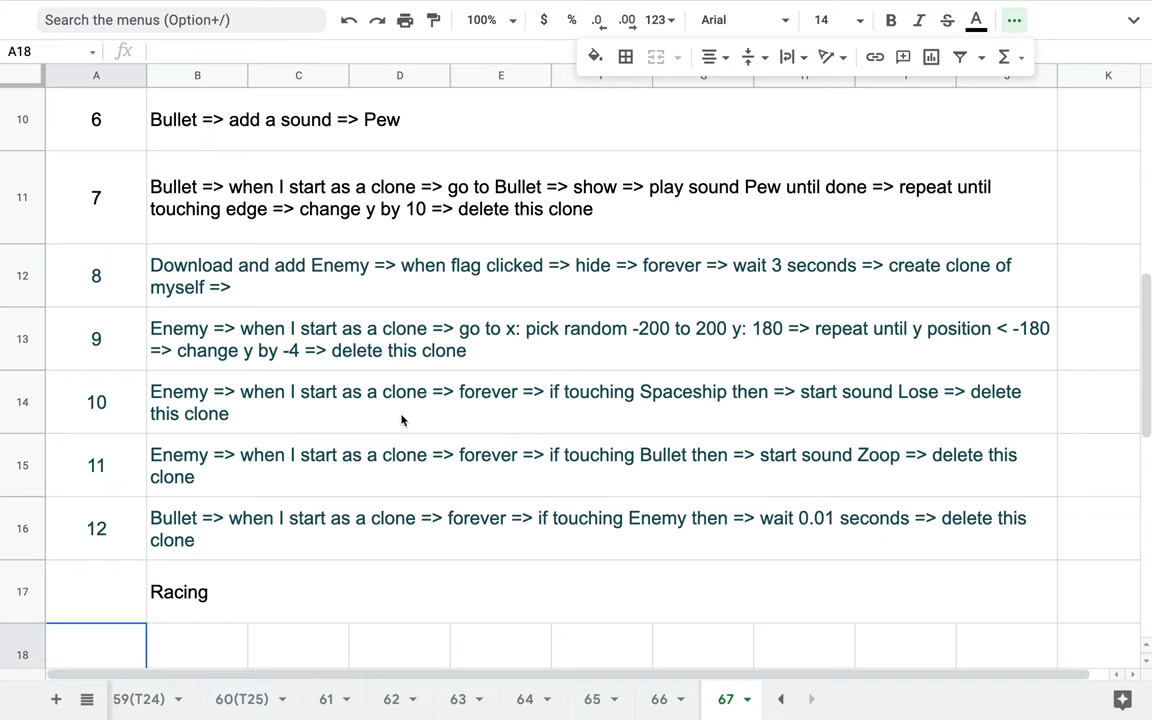 Search the menus (Option+/)
100%
$ % .0 .00 123
Arial
14
B I S A
A18
fx
A B C D E K
10 6 Bullet => add a sound => Pew
11 7 Bullet => when I start as a clone => go to Bullet => show => play sound Pew until done => repeat until
touching edge => change y by 10 => delete this clone
12 8 Download and add Enemy => when flag clicked => hide => forever => wait 3 seconds => create clone of
myself =>
13 9 Enemy => when I start as a clone => go to x: pick random -200 to 200 y: 180 => repeat until y position < -180
=> change y by -4 => delete this clone
14 10 Enemy => when I start as a clone => forever => if touching Spaceship then => start sound Lose => delete
this clone
15 11 Enemy => when I start as a clone => forever => if touching Bullet then => start sound Zoop => delete this
clone
16 12 Bullet => when I start as a clone => forever => if touching Enemy then => wait 0.01 seconds => delete this
clone
17 Racing
18
59(T24) 60(T25) 61 62 63 64 65 66 67